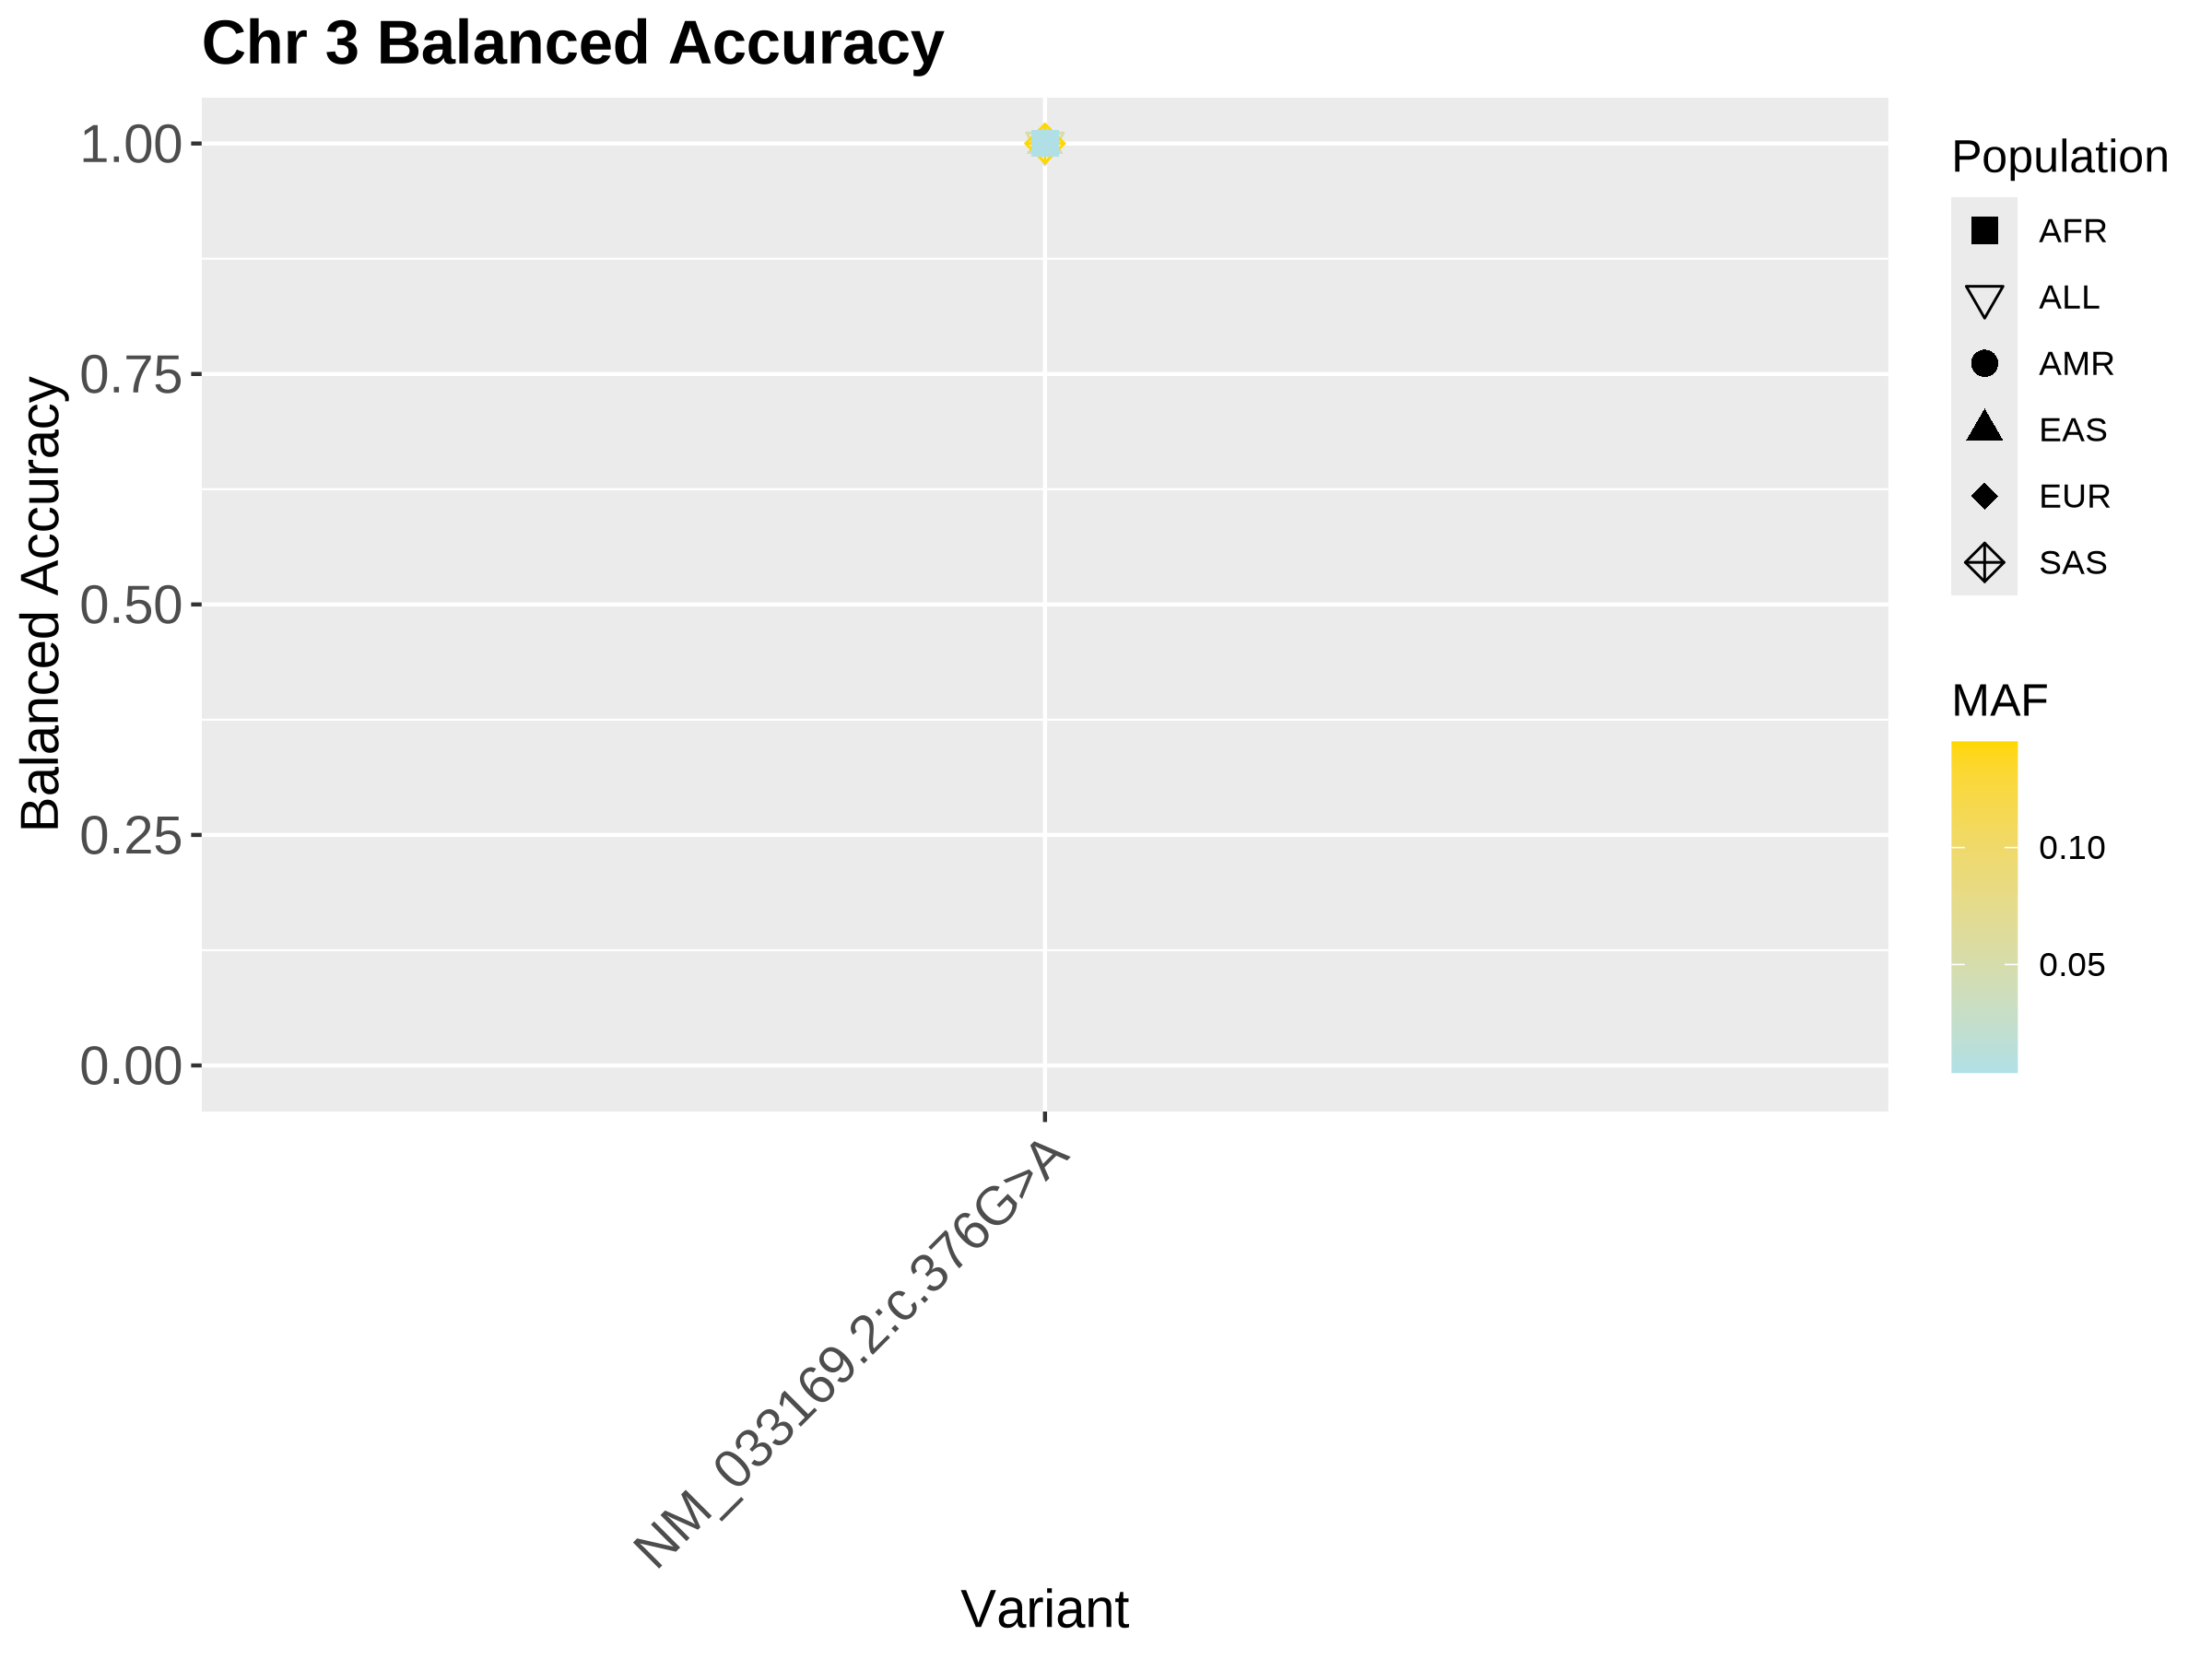 Chr 3 Balanced Accuracy
Balanced Accuracy
1.00
0.75
0.50
0.25
0.00
NM_033169.2:c.376G>A
Variant
Population
AFR
ALL
AMR
EAS
EUR
SAS
MAF
0.10
0.05